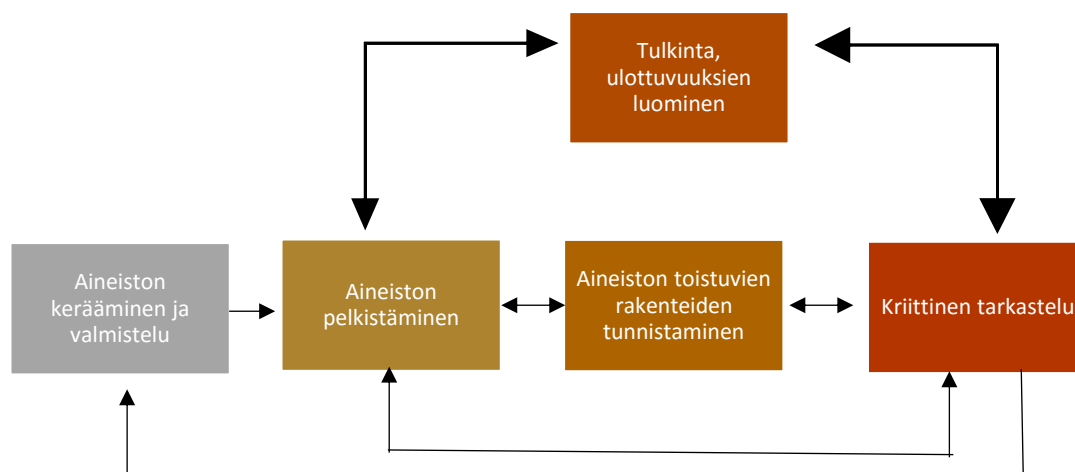 Tulkinta,
ulottuvuuksien
luominen
Aineiston
kerääminen ja
valmistelu
Aineiston
pelkistäminen
Aineiston toistuvien
rakenteiden
tunnistaminen
Kriittinen tarkastelu